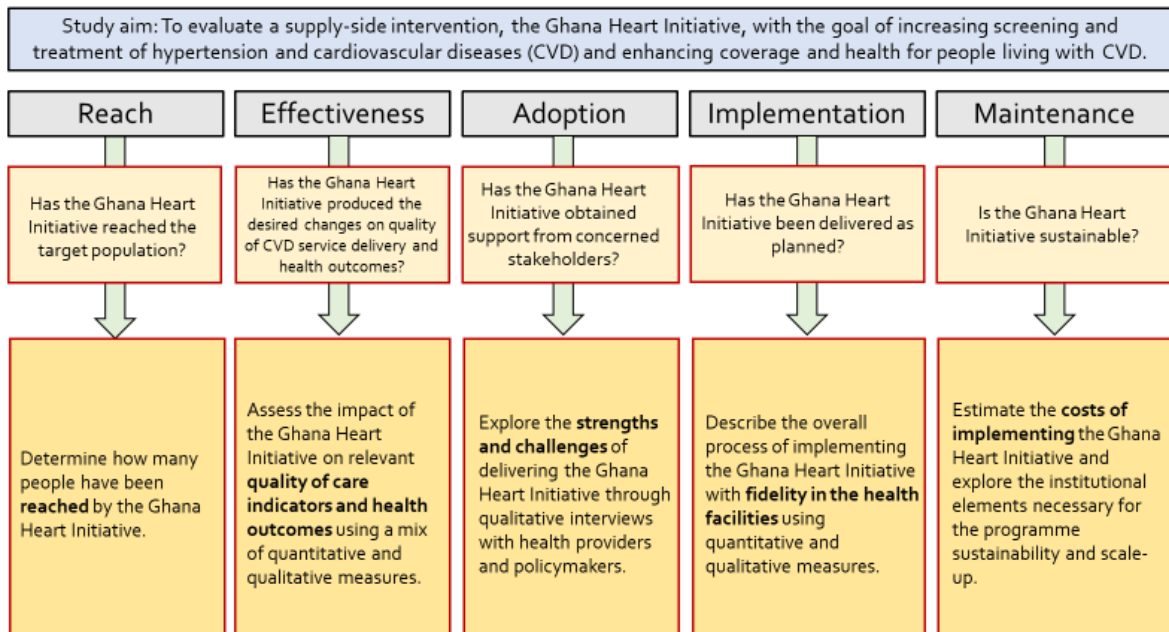 Study aim: To evaluate a supply-side intervention, the Ghana Heart Initiative, with the goal of increasing screening and
treatment of hypertension and cardiovascular diseases (CVD) and enhancing coverage and health for people living with CVD.
Reach
Effectiveness
Adoption
Implementation
Maintenance
Has the Ghana Heart
Initiative reached the
target population?
Has the Ghana Heart
Initiative produced the
desired changes on quality
of CVD service delivery and
health outcomes?
Has the Ghana Heart
Initiative obtained
support from concerned
stakeholders?
Has the Ghana Heart
Initiative been delivered as
planned?
Is the Ghana Heart
Initiative sustainable?
Determine how many
people have been
reached by the Ghana
Heart Initiative.
Assess the impact of
the Ghana Heart
Initiative on relevant
quality of care
indicators and health
outcomes using a mix
of quantitative and
qualitative measures.
Explore the strengths
and challenges of
delivering the Ghana
Heart Initiative through
qualitative interviews
with health providers
and policymakers.
Describe the overall
process of implementing
the Ghana Heart Initiative
with fidelity in the health
facilities using
quantitative and
qualitative measures.
Estimate the costs of
implementing the Ghana
Heart Initiative and
explore the institutional
elements necessary for
the programme
sustainability and scale-
up.